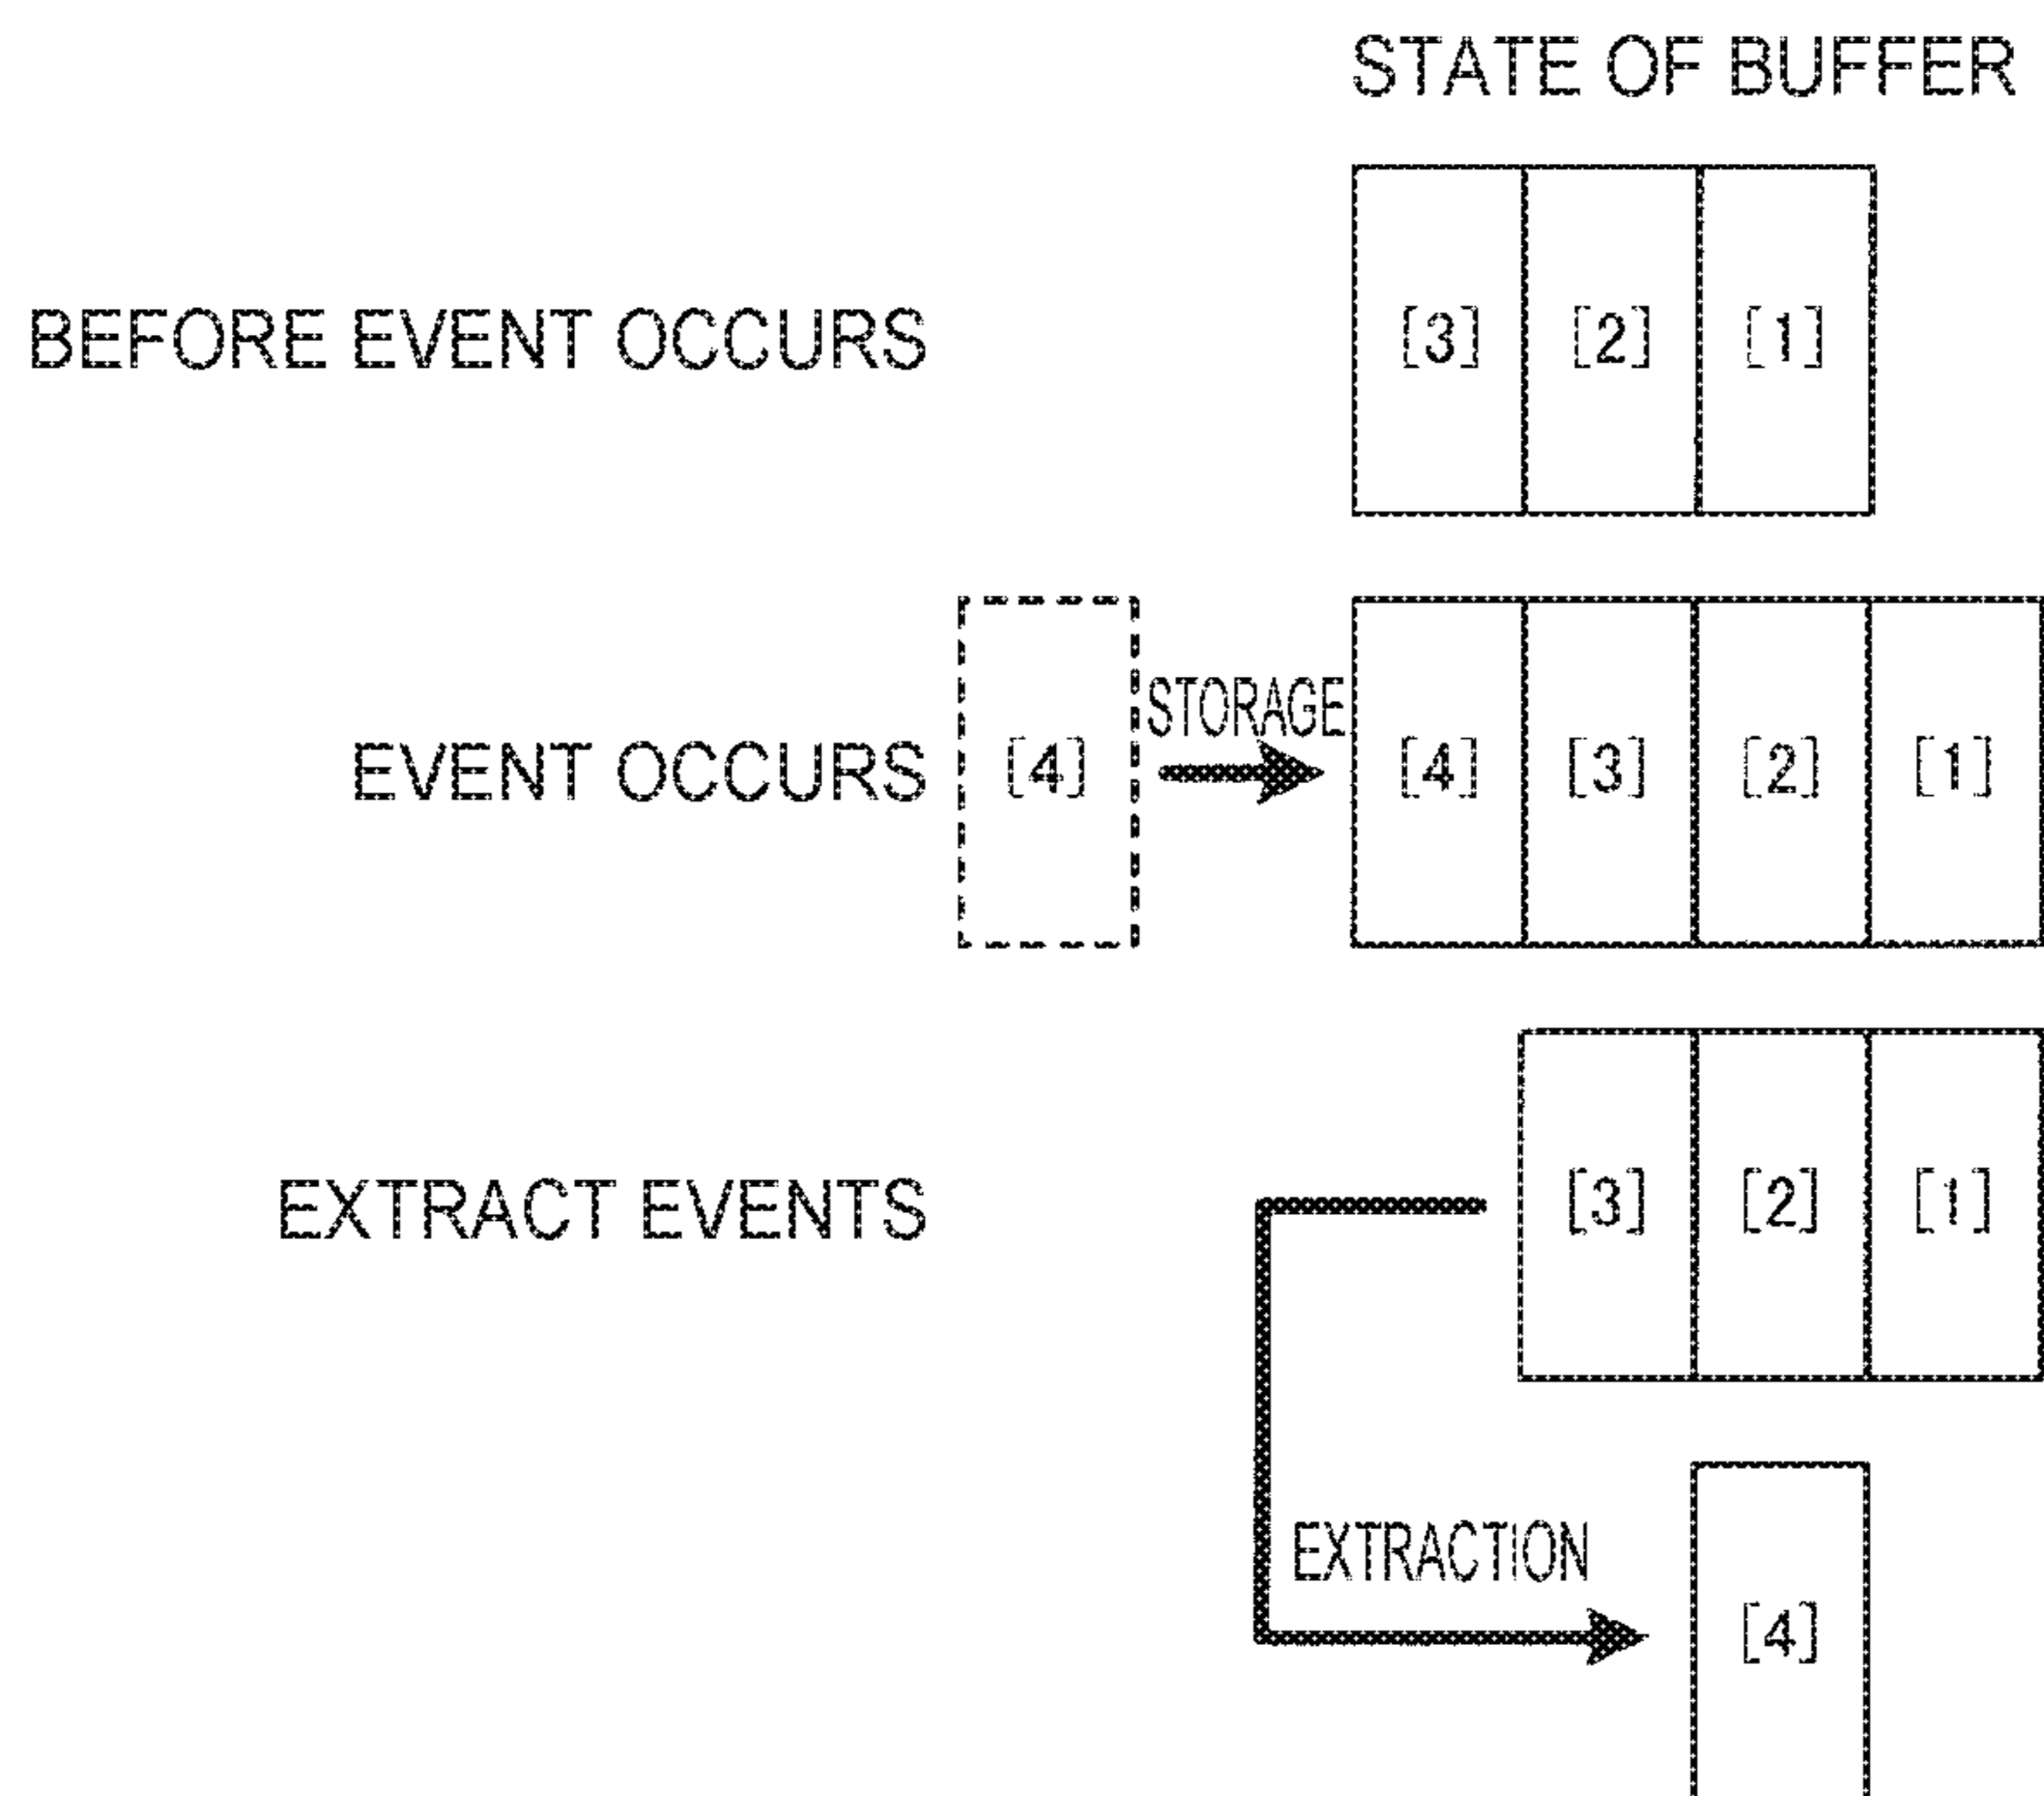 STATE OF BUFFER
BEFORE EVENT OCCURS [3] [2] [1]
STORAGE
EVENT OCCURS [4] [4] [3] [2] [1]
EXTRACT EVENTS [3] [2] [1]
EXTRACTION
[4]